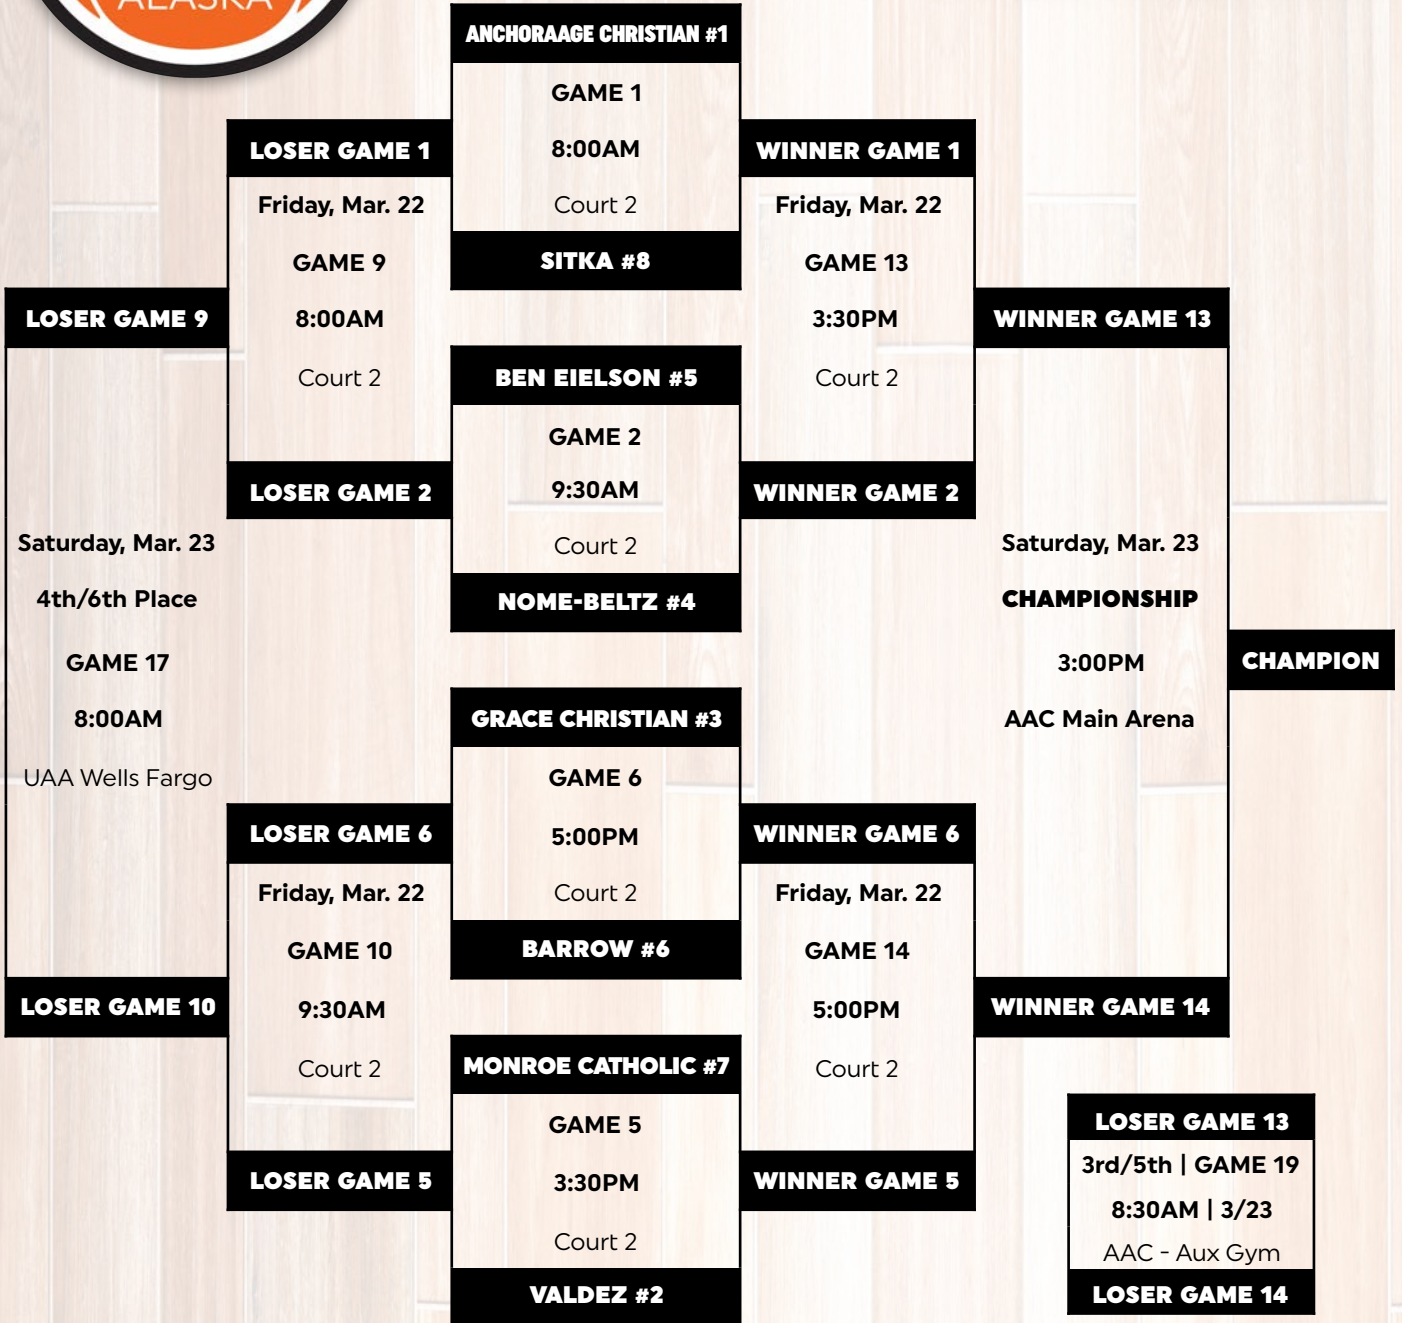 ALASKA
ANCHORAAGE CHRISTIAN #1
GAME 1
8:00AM
Court 2
SITKA #8
LOSER GAME 1
Friday, Mar. 22
GAME 9
8:00AM
Court 2
LOSER GAME 2
WINNER GAME 1
Friday, Mar. 22
GAME 13
3:30PM
Court 2
WINNER GAME 2
BEN EIELSON #5
GAME 2
9:30AM
Court 2
NOME-BELTZ #4
LOSER GAME 9
Saturday, Mar. 23
4th/6th Place
GAME 17
8:00AM
UAA Wells Fargo
LOSER GAME 10
WINNER GAME 13
Saturday, Mar. 23
CHAMPIONSHIP
3:00PM
AAC Main Arena
WINNER GAME 14
CHAMPION
GRACE CHRISTIAN #3
GAME 6
5:00PM
Court 2
BARROW #6
LOSER GAME 6
Friday, Mar. 22
GAME 10
9:30AM
Court 2
LOSER GAME 5
WINNER GAME 6
Friday, Mar. 22
GAME 14
5:00PM
Court 2
WINNER GAME 5
MONROE CATHOLIC #7
GAME 5
3:30PM
Court 2
VALDEZ #2
LOSER GAME 13
3rd/5th | GAME 19
8:30AM | 3/23
AAC - Aux Gym
LOSER GAME 14